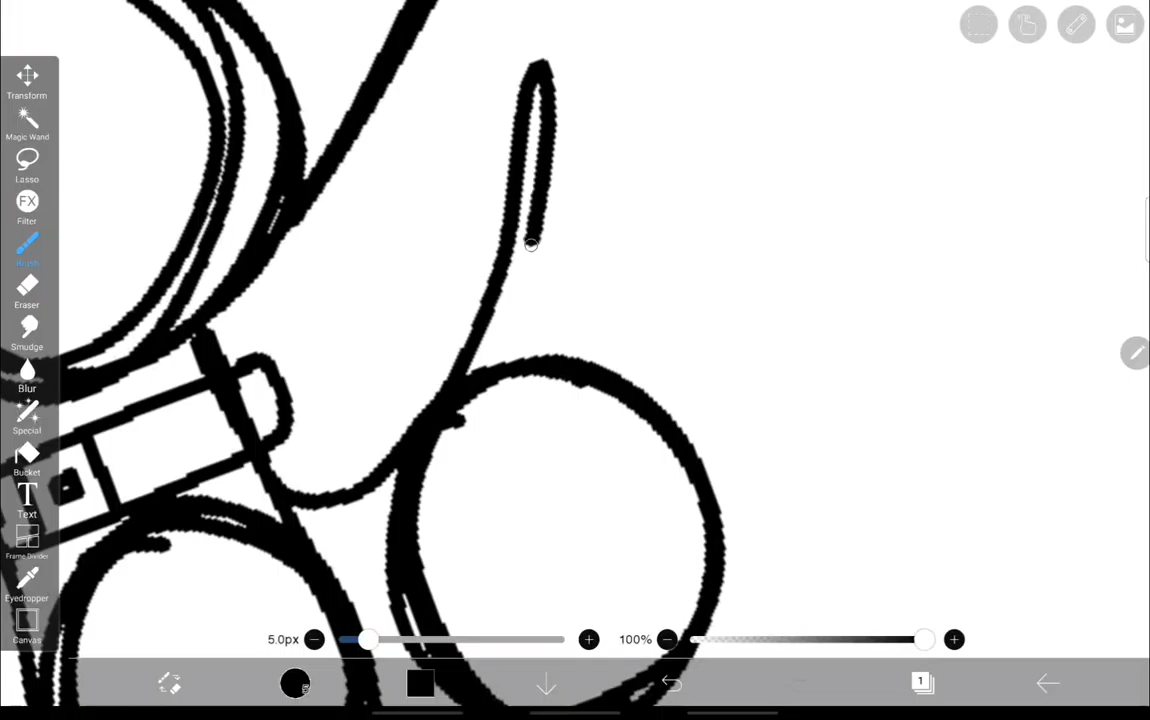 Transform
Magic Wand
Lasso
FX
Filter
Brush
Eraser
Smudge
Blur
Special
Bucket
T
Text
Frame Divider
Eyedropper
Canvas
5.0px
100%
1